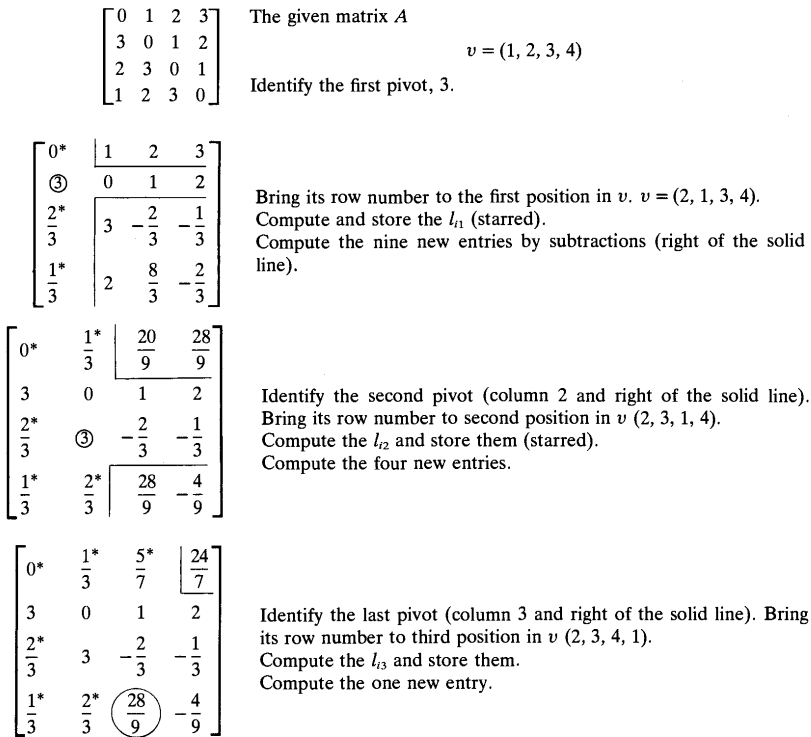 0 1 2 3 The given matrix A
3 0 1 2 v = (1, 2, 3, 4)
2 3 0 1
1 2 3 0 Identify the first pivot, 3.
0* 1 2 3
③ 0 1 2
2/3* 3 -2/3 -1/3
1/3* 2 8/3 -2/3
Bring its row number to the first position in v. v = (2, 1, 3, 4).
Compute and store the l_{i1} (starred).
Compute the nine new entries by subtractions (right of the solid
line).
0* 1/3* 20/9 28/9
3 0 1 2
2/3* ③ -2/3 -1/3
1/3* 2/3* 28/9 -4/9
Identify the second pivot (column 2 and right of the solid line).
Bring its row number to second position in v (2, 3, 1, 4).
Compute the l_{i2} and store them (starred).
Compute the four new entries.
0* 1/3* 5/7* 24/7
3 0 1 2
2/3* 3 -2/3 -1/3
1/3* 2/3* 28/9 -4/9
Identify the last pivot (column 3 and right of the solid line). Bring
its row number to third position in v (2, 3, 4, 1).
Compute the l_{i3} and store them.
Compute the one new entry.